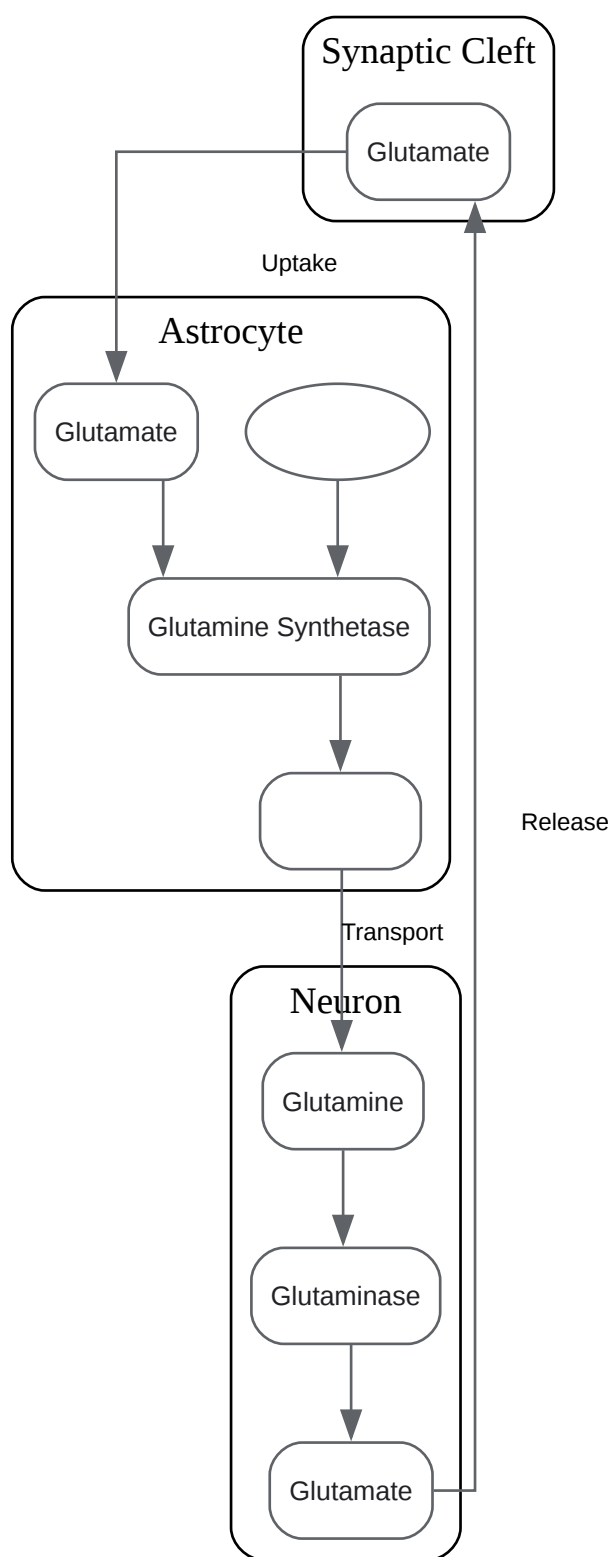 Synaptic Cleft
Glutamate
Uptake
Astrocyte
Glutamate
Glutamine Synthetase
Release
Transport
Neuron
Glutamine
Glutaminase
Glutamate